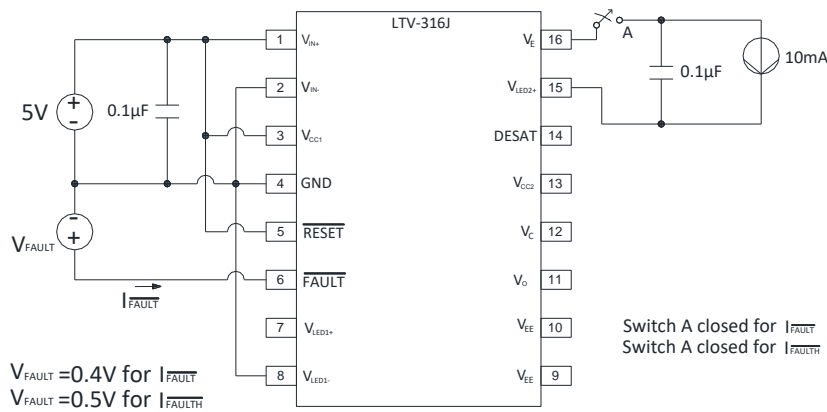 LTV-316J
1 VIN+
2 VIN-
3 VCC1
4 GND
5 RESET
6 FAULT
7 VLED1+
8 VLED1-
VE 16
VLED2+ 15
DESAT 14
VCC2 13
VC 12
VO 11
VEE 10
VEE 9
5V
+
-
0.1µF
-
+
VFAULT
IFAULT
A
0.1µF
10mA
VFAULT =0.4V for IFAULT
VFAULT =0.5V for IFAULTH
Switch A closed for IFAULT
Switch A closed for IFAULTH